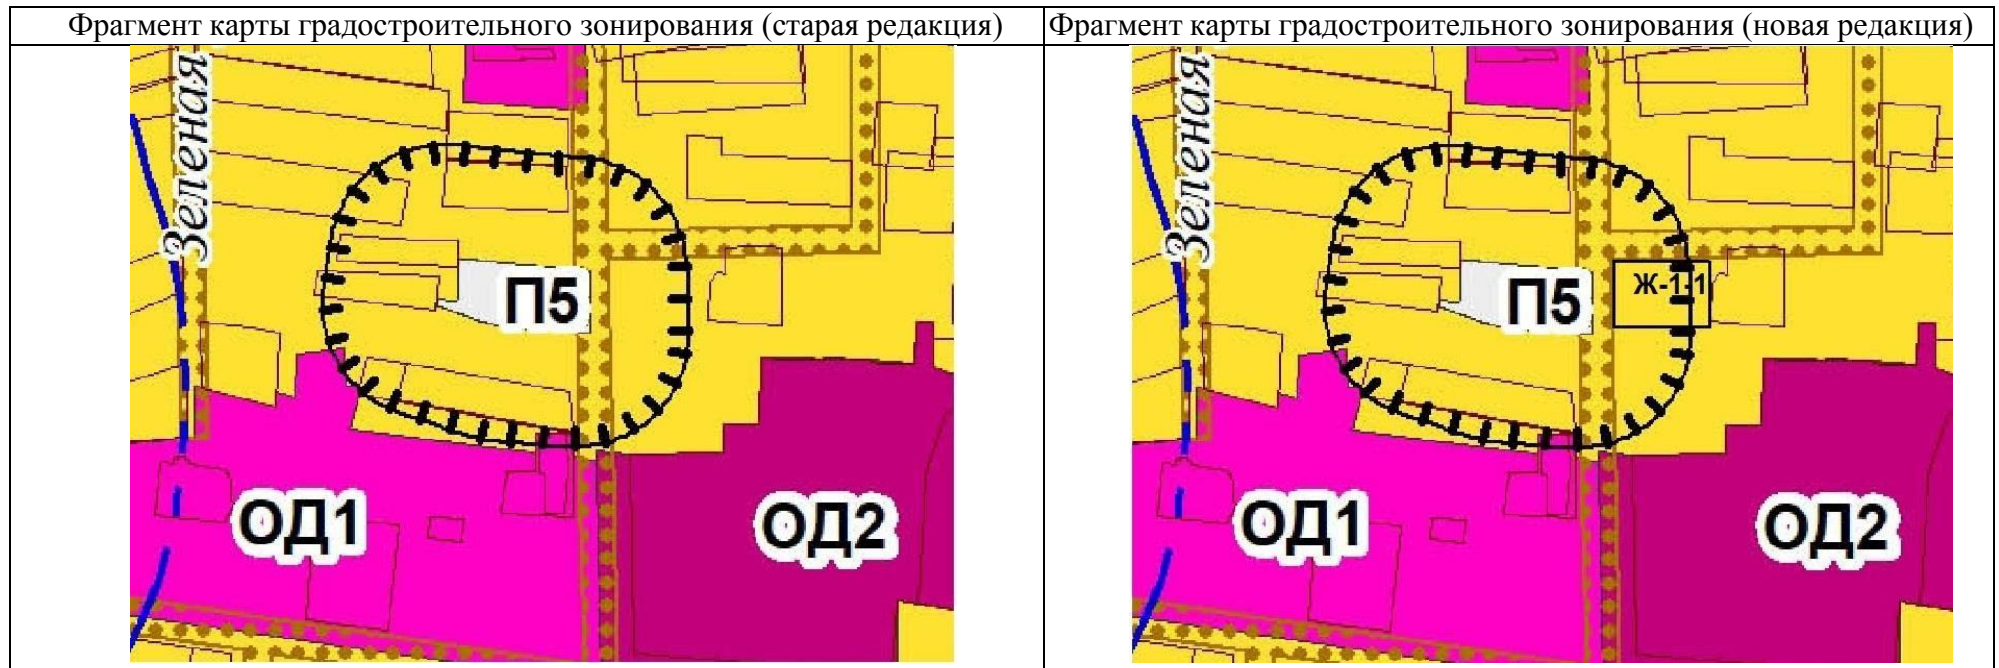 Фрагмент карты градостроительного зонирования (старая редакция)
Фрагмент карты градостроительного зонирования (новая редакция)
Зеленая
П5
ОД1
ОД2
Зеленая
П5
Ж-1-1
ОД1
ОД2